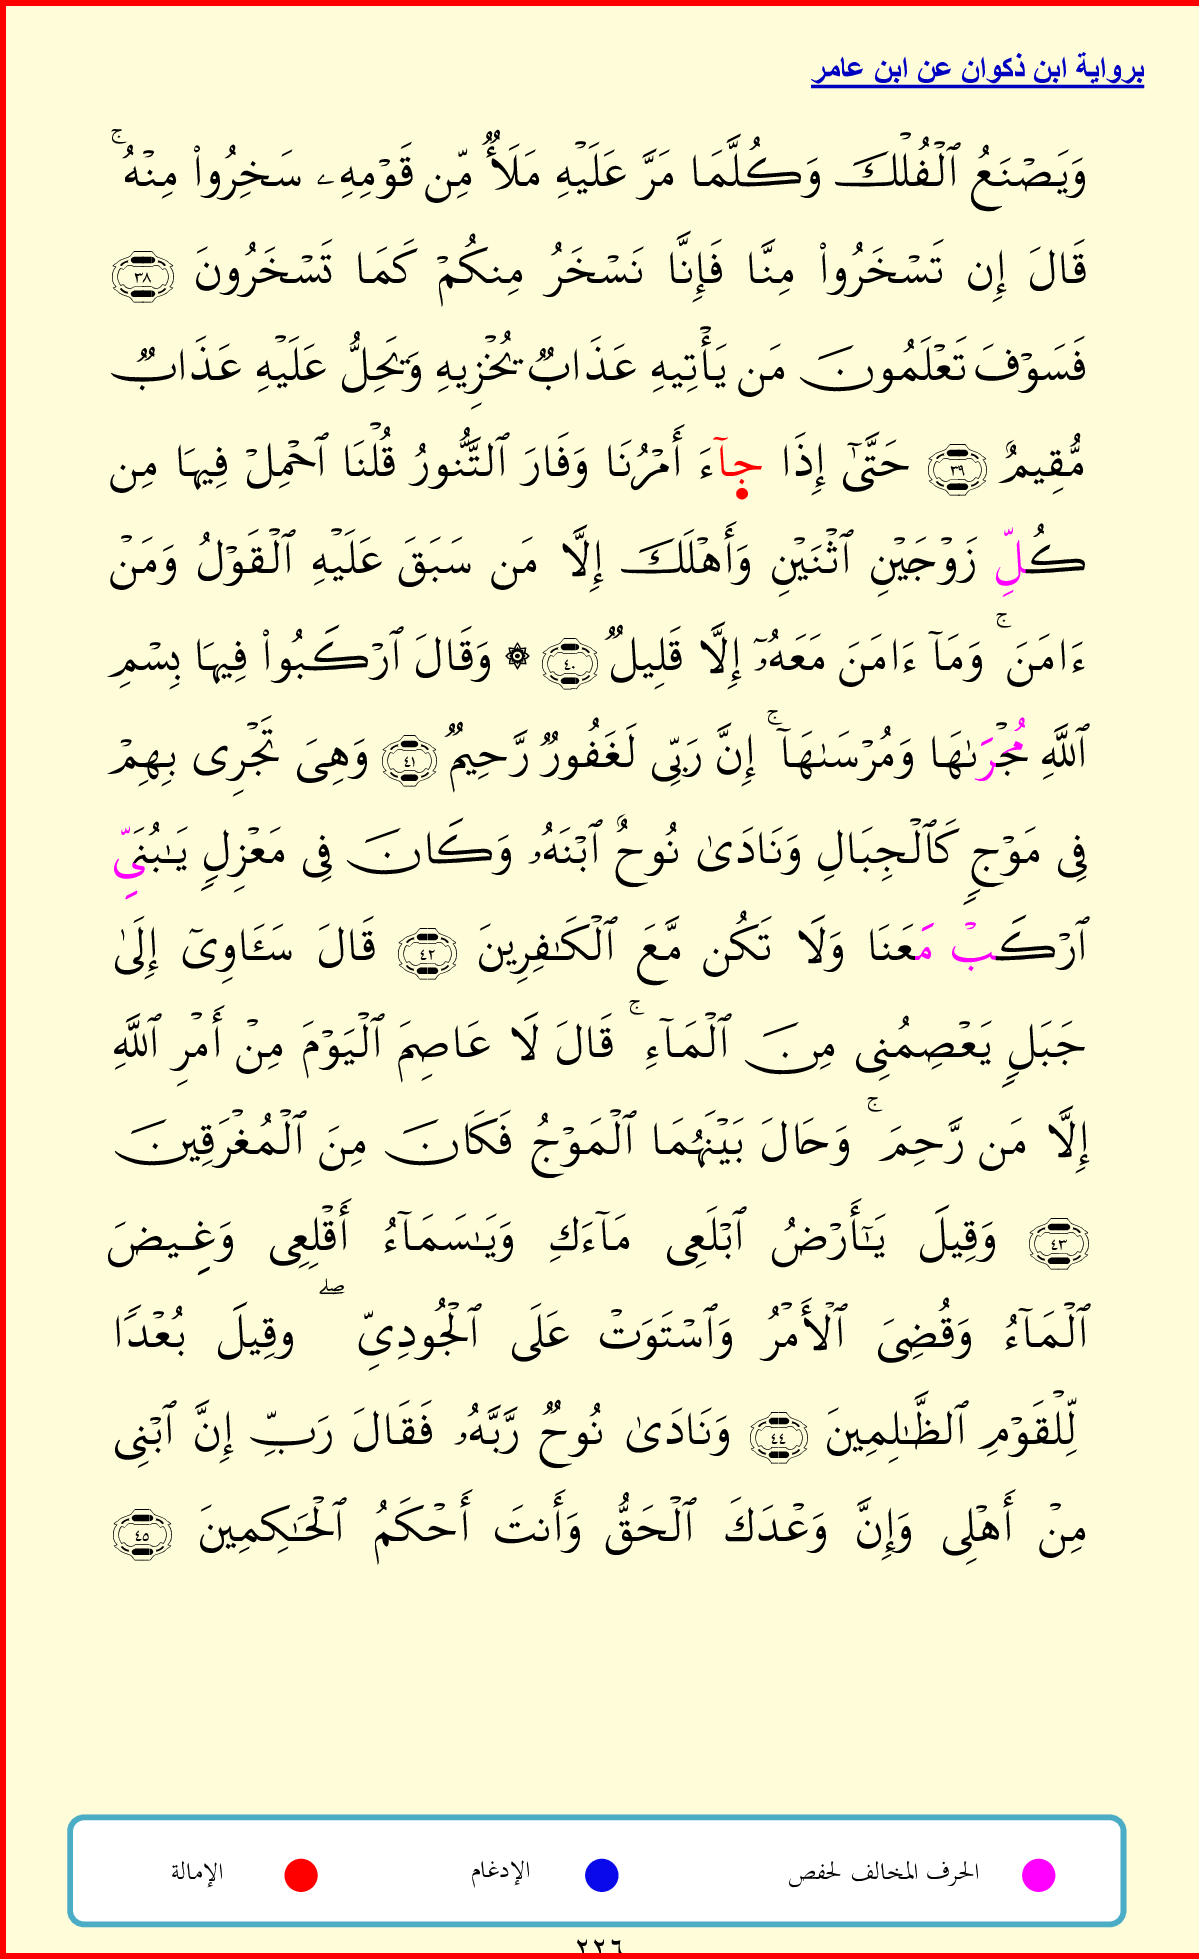 برواية ابن ذكوان عن ابن عامر
وَيَصْنَعُ ٱلْفُلْكَ وَكُلَّمَا مَرَّ عَلَيْهِ مَلَأٌ مِّن قَوْمِهِۦ سَخِرُوا۟ مِنْهُ ۚ
قَالَ إِن تَسْخَرُوا۟ مِنَّا فَإِنَّا نَسْخَرُ مِنكُمْ كَمَا تَسْخَرُونَ ٣٨
فَسَوْفَ تَعْلَمُونَ مَن يَأْتِيهِ عَذَابٌ يُخْزِيهِ وَيَحِلُّ عَلَيْهِ عَذَابٌ
مُّقِيمٌ ٣٩ حَتَّىٰٓ إِذَا جآءَ أَمْرُنَا وَفَارَ ٱلتَّنُّورُ قُلْنَا ٱحْمِلْ فِيهَا مِن
كُلِّ زَوْجَيْنِ ٱثْنَيْنِ وَأَهْلَكَ إِلَّا مَن سَبَقَ عَلَيْهِ ٱلْقَوْلُ وَمَنْ
ءَامَنَ ۚ وَمَآ ءَامَنَ مَعَهُۥٓ إِلَّا قَلِيلٌ ٤٠ ۞ وَقَالَ ٱرْكَبُوا۟ فِيهَا بِسْمِ
ٱللَّهِ مُجْرَىٰهَا وَمُرْسَىٰهَآ ۚ إِنَّ رَبِّى لَغَفُورٌ رَّحِيمٌ ٤١ وَهِىَ تَجْرِى بِهِمْ
فِى مَوْجٍ كَٱلْجِبَالِ وَنَادَىٰ نُوحٌ ٱبْنَهُۥ وَكَانَ فِى مَعْزِلٍ يَـٰبُنَىِّ
ٱرْكَبْ مَعَنَا وَلَا تَكُن مَّعَ ٱلْكَـٰفِرِينَ ٤٢ قَالَ سَـَٔاوِىٓ إِلَىٰ
جَبَلٍ يَعْصِمُنِى مِنَ ٱلْمَآءِ ۚ قَالَ لَا عَاصِمَ ٱلْيَوْمَ مِنْ أَمْرِ ٱللَّهِ
إِلَّا مَن رَّحِمَ ۚ وَحَالَ بَيْنَهُمَا ٱلْمَوْجُ فَكَانَ مِنَ ٱلْمُغْرَقِينَ
٤٣ وَقِيلَ يَـٰٓأَرْضُ ٱبْلَعِى مَآءَكِ وَيَـٰسَمَآءُ أَقْلِعِى وَغِيضَ
ٱلْمَآءُ وَقُضِىَ ٱلْأَمْرُ وَٱسْتَوَتْ عَلَى ٱلْجُودِىِّ ۖ وقِيلَ بُعْدًا
لِّلْقَوْمِ ٱلظَّـٰلِمِينَ ٤٤ وَنَادَىٰ نُوحٌ رَّبَّهُۥ فَقَالَ رَبِّ إِنَّ ٱبْنِى
مِنْ أَهْلِى وَإِنَّ وَعْدَكَ ٱلْحَقُّ وَأَنتَ أَحْكَمُ ٱلْحَـٰكِمِينَ ٤٥
الحرف المخالف لحفص الإدغام الإمالة
٢٢٦